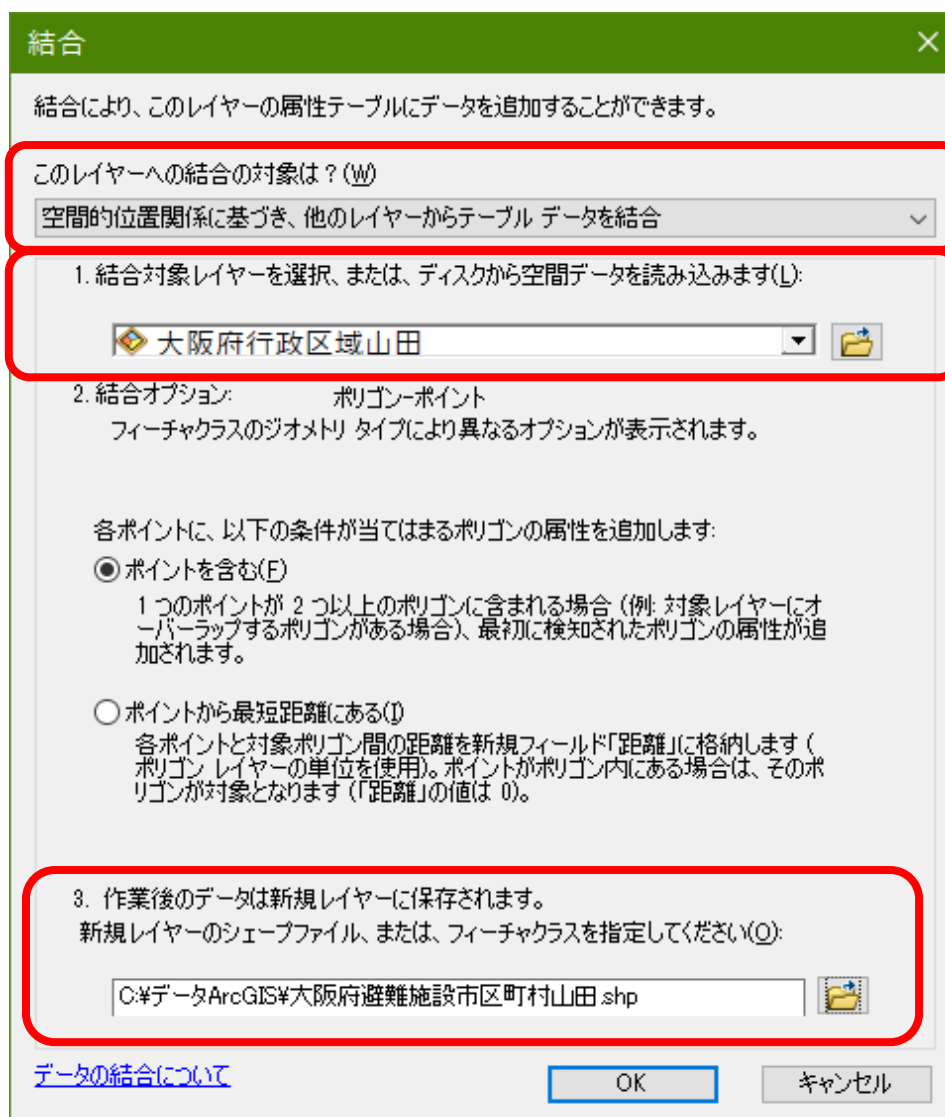 結合
結合により、このレイヤーの属性テーブルにデータを追加することができます。
このレイヤーへの結合の対象は？(W)
空間的位置関係に基づき、他のレイヤーからテーブル データを結合
1. 結合対象レイヤーを選択、または、ディスクから空間データを読み込みます(L):
大阪府行政区域山田
2. 結合オプション: ポリゴン-ポイント
フィーチャクラスのジオメトリ タイプにより異なるオプションが表示されます。
各ポイントに、以下の条件が当てはまるポリゴンの属性を追加します:
ポイントを含む(F)
1 つのポイントが 2 つ以上のポリゴンに含まれる場合 (例: 対象レイヤーにオ
ーバーラップするポリゴンがある場合)、最初に検知されたポリゴンの属性が追
加されます。
ポイントから最短距離にある(I)
各ポイントと対象ポリゴン間の距離を新規フィールド「距離」に格納します (
ポリゴン レイヤーの単位を使用)。ポイントがポリゴン内にある場合は、そのポ
リゴンが対象となります (「距離」の値は 0)。
3. 作業後のデータは新規レイヤーに保存されます。
新規レイヤーのシェープファイル、または、フィーチャクラスを指定してください(O):
C:¥データArcGIS¥大阪府避難施設市区町村山田.shp
データの結合について
OK
キャンセル